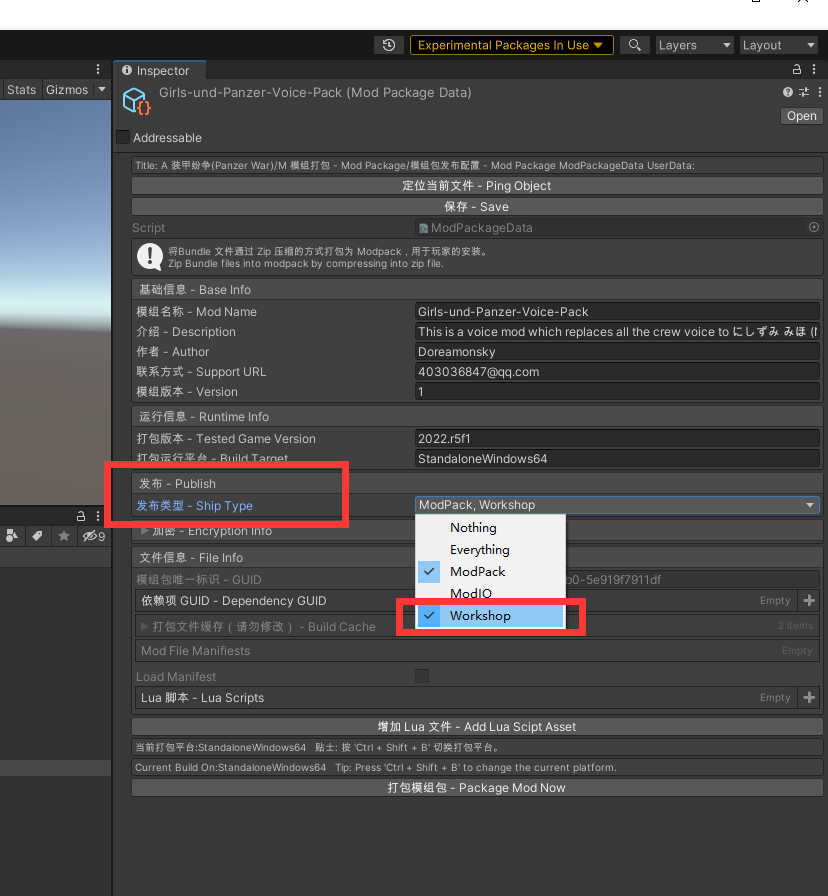 Experimental Packages In Use
Layers
Layout
Inspector
Stats
Gizmos
Girls-und-Panzer-Voice-Pack (Mod Package Data)
Open
Addressable
Title: A 装甲纷争(Panzer War)/M 模组打包 - Mod Package/模组包发布配置 - Mod Package ModPackageData UserData:
定位当前文件 - Ping Object
保存 - Save
Script
ModPackageData
将Bundle 文件通过 Zip 压缩的方式打包为 Modpack，用于玩家的安装。
Zip Bundle files into modpack by compressing into zip file.
基础信息 - Base Info
模组名称 - Mod Name
Girls-und-Panzer-Voice-Pack
介绍 - Description
This is a voice mod which replaces all the crew voice to にしずみ みほ
作者 - Author
Doreamonsky
联系方式 - Support URL
403036847@qq.com
模组版本 - Version
1
运行信息 - Runtime Info
打包版本 - Tested Game Version
2022.r5f1
打包运行平台 - Build Target
StandaloneWindows64
发布 - Publish
发布类型 - Ship Type
ModPack, Workshop
Nothing
加密 - Encryption Info
9
Everything
文件信息 - File Info
ModPack
模组包唯一标识 - GUID
b0-5e919f7911df
ModIO
依赖项 GUID - Dependency GUID
Empty
Workshop
打包文件缓存 ( 请勿修改 ) - Build Cache
2 items
Mod File Manifiests
Empty
Load Manifest
Lua 脚本 - Lua Scripts
Empty
增加 Lua 文件 - Add Lua Scipt Asset
当前打包平台:StandaloneWindows64 贴士: 按 'Ctrl + Shift + B' 切换打包平台。
Current Build On:StandaloneWindows64 Tip: Press 'Ctrl + Shift + B' to change the current platform.
打包模组包 - Package Mod Now